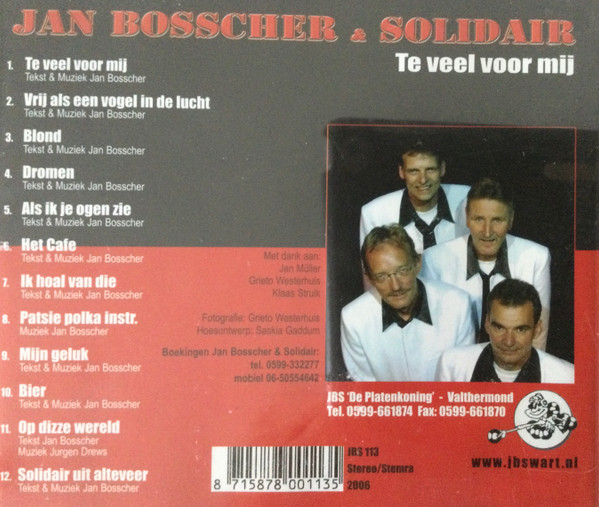 JAN BOSSCHER & SOLIDAIR
Te veel voor mij
1. Te veel voor mij
Tekst & Muziek Jan Bosscher
2. Vrij als een vogel in de lucht
Tekst & Muziek Jan Bosscher
3. Blond
Tekst & Muziek Jan Bosscher
4. Dromen
Tekst & Muziek Jan Bosscher
5. Als ik je ogen zie
Tekst & Muziek Jan Bosscher
6. Het Cafe
Tekst & Muziek Jan Bosscher
7. Ik hoal van die
Tekst & Muziek Jan Bosscher
8. Patsie polka instr.
Muziek Jan Bosscher
9. Mijn geluk
Tekst & Muziek Jan Bosscher
10. Bier
Tekst & Muziek Jan Bosscher
11. Op dizze wereld
Tekst Jan Bosscher
Muziek Jurgen Drews
12. Solidair uit alteveer
Tekst & Muziek Jan Bosscher
Met dank aan:
Jan Müller
Grieto Westerhuis
Klaas Struik
Fotografie: Grieto Westerhuis
Hoesontwerp: Saskia Gaddum
Boekingen Jan Bosscher & Solidair:
tel. 0599-332277
mobiel 06-50554642
JBS 'De Platenkoning' - Valthermond
Tel. 0599-661874 Fax: 0599-661870
www.jbswart.nl
8 715878 001135
JBS 113
Stereo/Stemra
2006